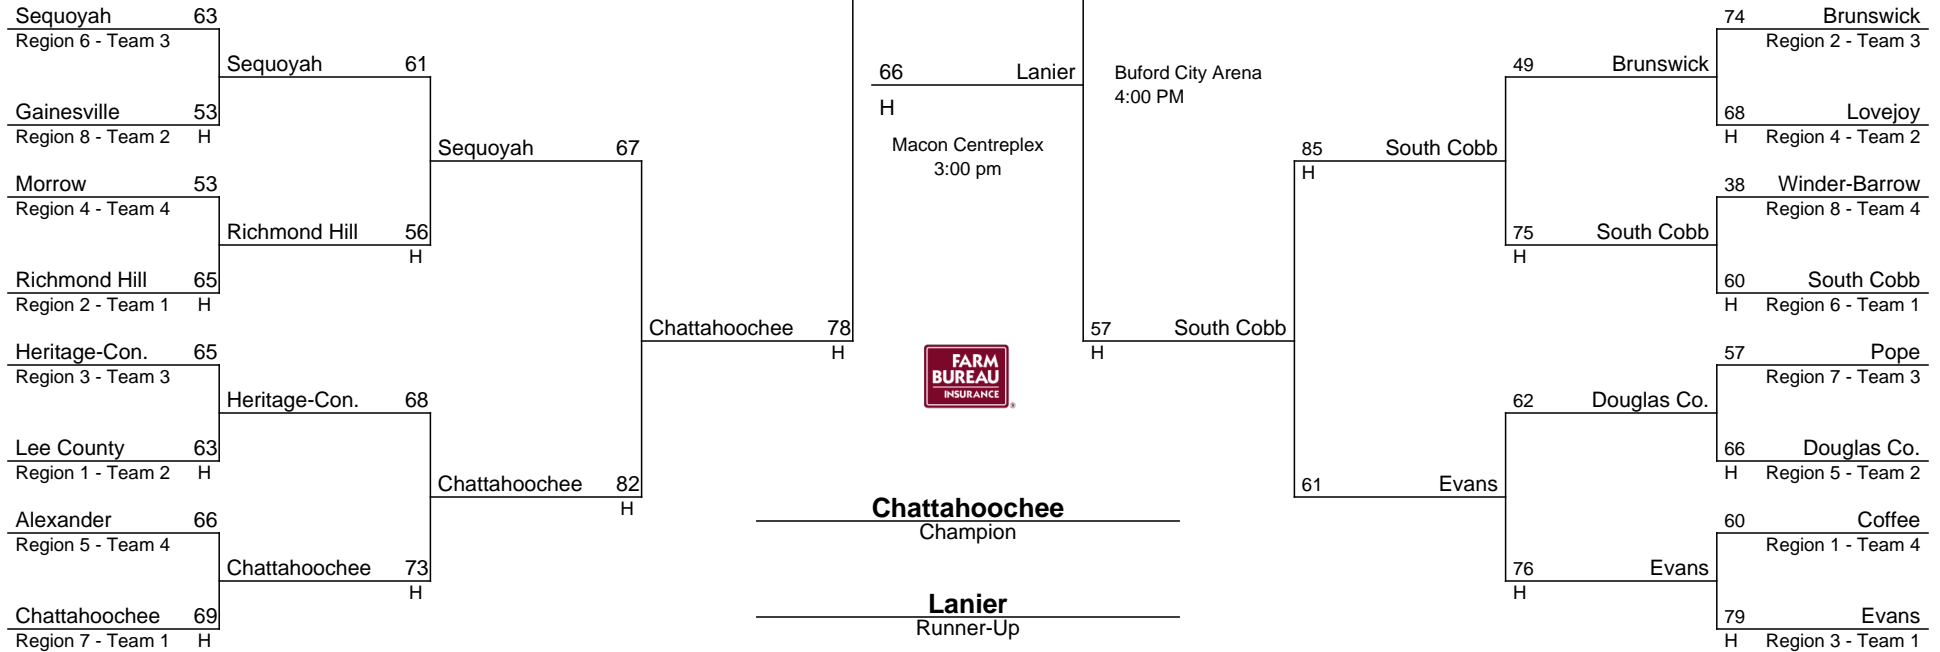 Sequoyah 63
Region 6 - Team 3
Sequoyah 61
Gainesville 53
Region 8 - Team 2 H
Sequoyah 67
Morrow 53
Region 4 - Team 4
Richmond Hill 56
H
Richmond Hill 65
Region 2 - Team 1 H
Chattahoochee 78
H
Heritage-Con. 65
Region 3 - Team 3
Heritage-Con. 68
Lee County 63
Region 1 - Team 2 H
Chattahoochee 82
H
Alexander 66
Region 5 - Team 4
Chattahoochee 73
H
Chattahoochee 69
Region 7 - Team 1 H
66 Lanier
H
Macon Centreplex
3:00 pm
Buford City Arena
4:00 PM
FARM
BUREAU
INSURANCE
®
Chattahoochee
Champion
Lanier
Runner-Up
74 Brunswick
Region 2 - Team 3
49 Brunswick
68 Lovejoy
H Region 4 - Team 2
85 South Cobb
H
38 Winder-Barrow
Region 8 - Team 4
75 South Cobb
H
60 South Cobb
H Region 6 - Team 1
57 South Cobb
H
57 Pope
Region 7 - Team 3
62 Douglas Co.
66 Douglas Co.
H Region 5 - Team 2
61 Evans
60 Coffee
Region 1 - Team 4
76 Evans
H
79 Evans
H Region 3 - Team 1